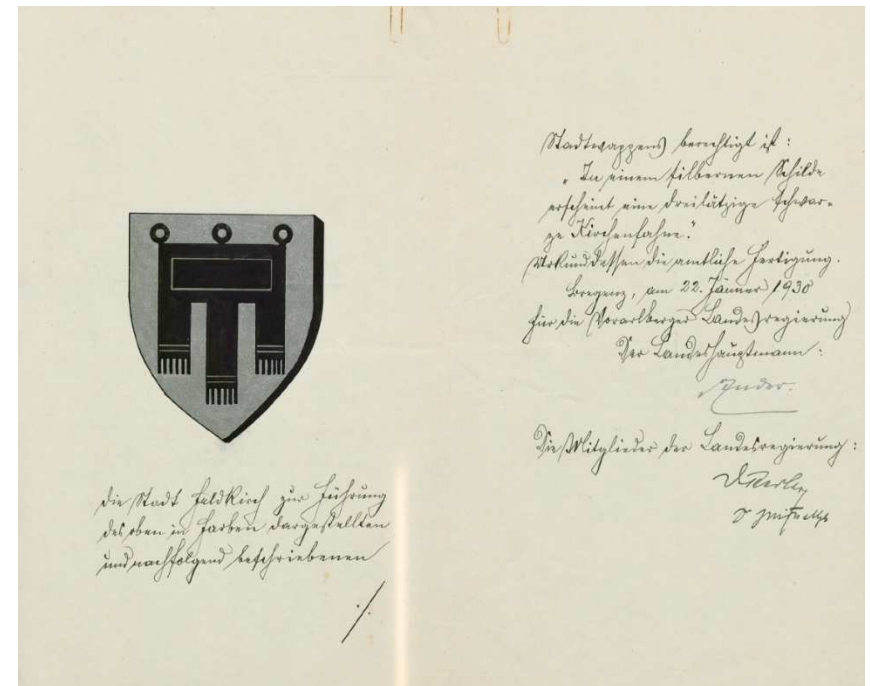 die Stadt Feldkirch zur Führung
des oben in Farben dargestellten
und nachfolgend beschriebenen
./.
Stadtwappens berechtigt ist:
"In einem silbernen Schilde
erscheint eine dreilätzige schwar=
ze Kirchenfahne."
Urkunddessen die amtliche Fertigung.
Bregenz, am 22. Jänner 1930
Für die Vorarlberger Landesregierung
Der Landeshauptmann:
Ender.
Die Mitglieder der Landesregierung: